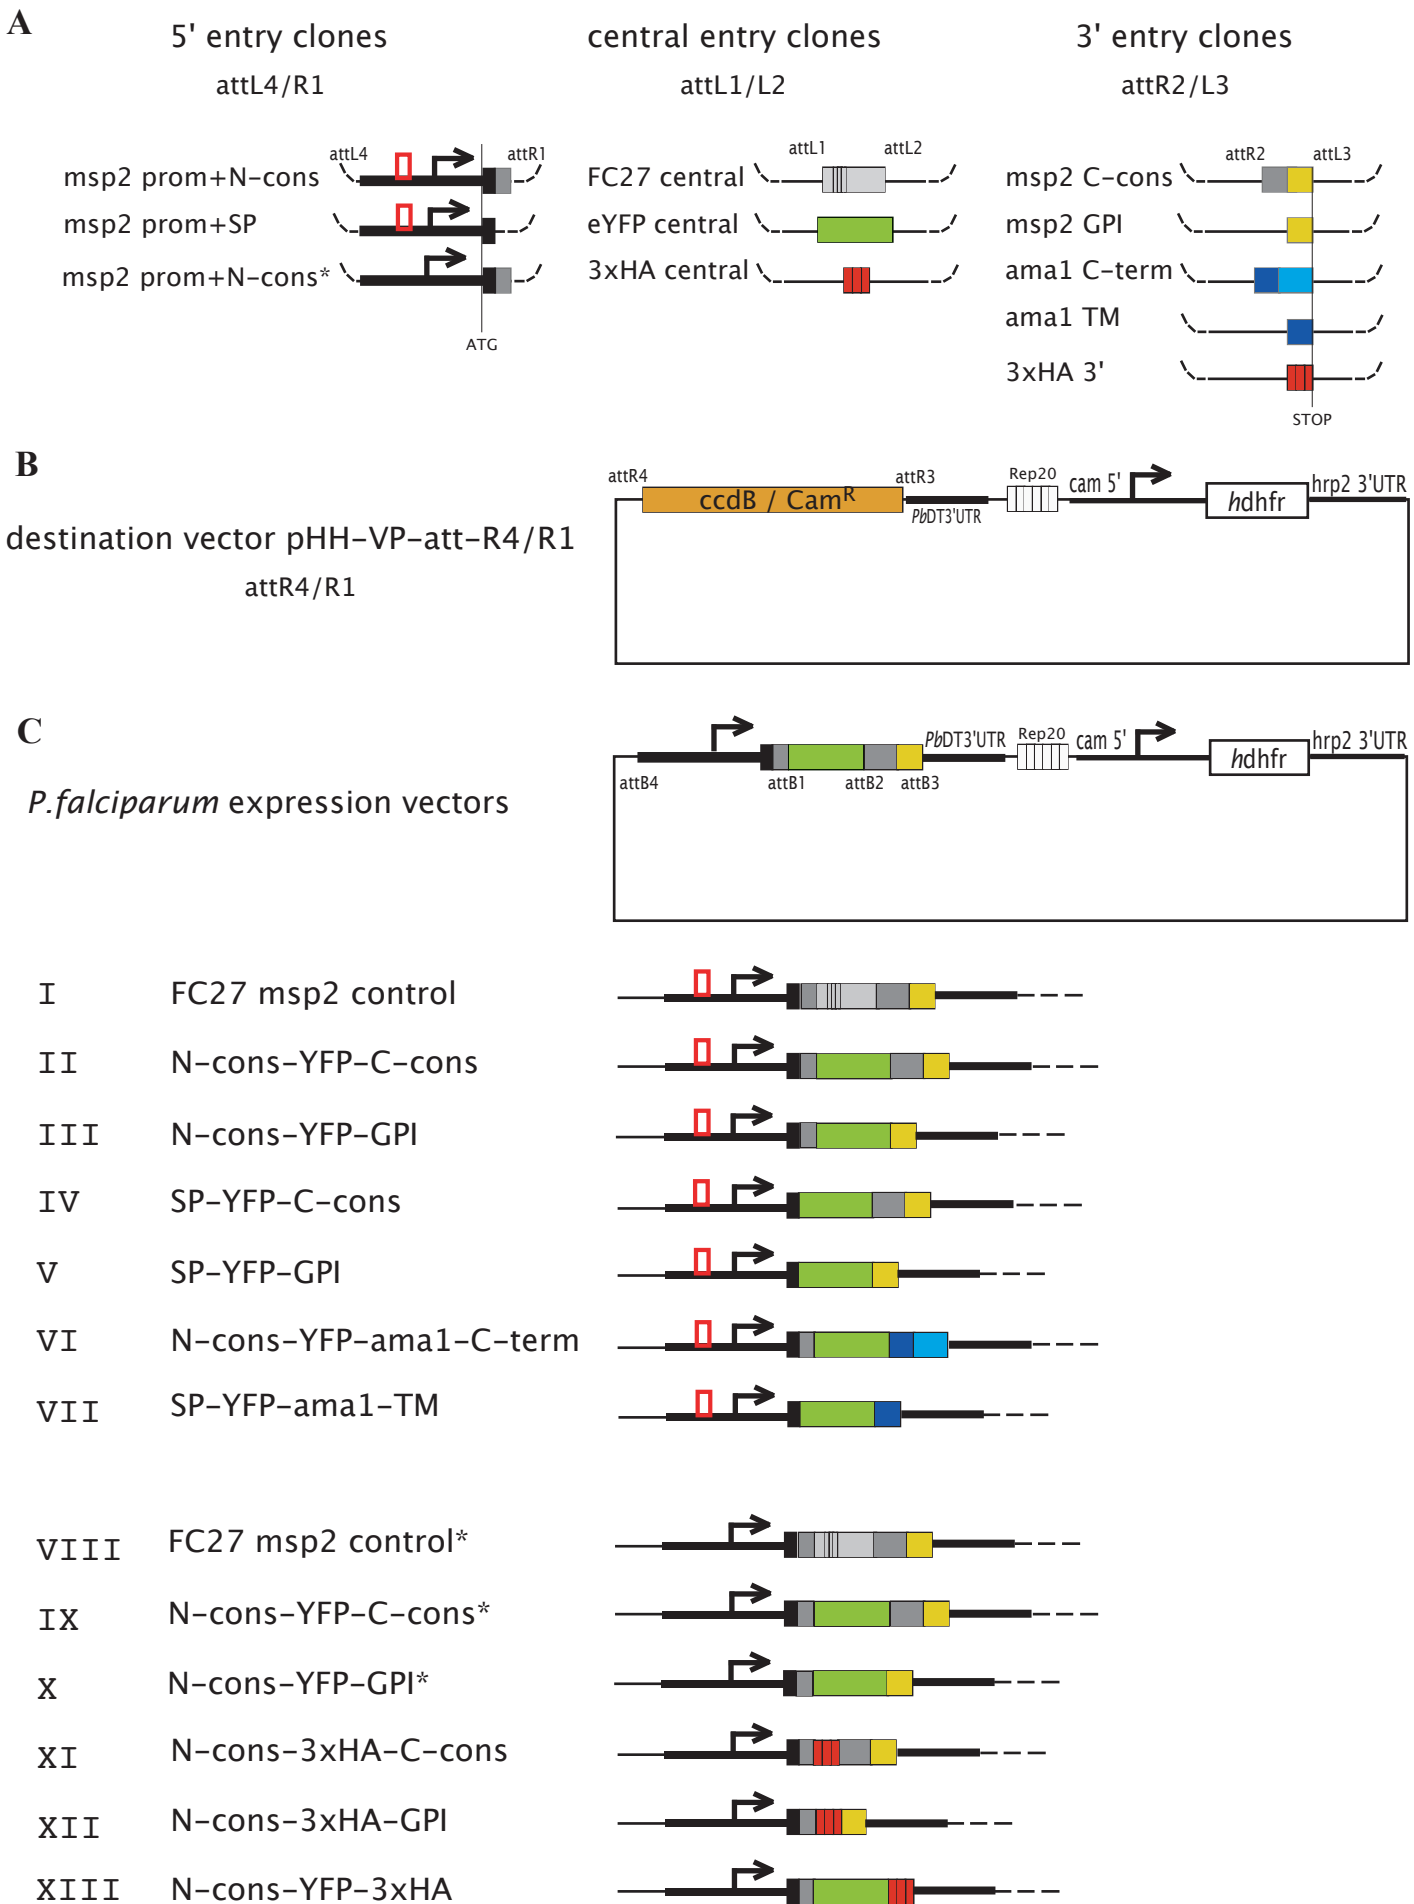 A
5' entry clones central entry clones 3' entry clones
attL4/R1 attL1/L2 attR2/L3
attL4 attR1 attL1 attL2 attR2 attL3
msp2 prom+N-cons FC27 central msp2 C-cons
msp2 prom+SP eYFP central msp2 GPI
msp2 prom+N-cons* 3xHA central ama1 C-term
ama1 TM
ATG
3xHA 3'
STOP
B
attR4 attR3 Rep20 cam 5' hrp2 3'UTR
ccdB / CamR PbDT3'UTR hdhfr
destination vector pHH-VP-att-R4/R1
attR4/R1
C
PbDT3'UTR Rep20 cam 5' hrp2 3'UTR
hdhfr
attB4 attB1 attB2 attB3
P.falciparum expression vectors
I FC27 msp2 control
II N-cons-YFP-C-cons
III N-cons-YFP-GPI
IV SP-YFP-C-cons
V SP-YFP-GPI
VI N-cons-YFP-ama1-C-term
VII SP-YFP-ama1-TM
VIII FC27 msp2 control*
IX N-cons-YFP-C-cons*
X N-cons-YFP-GPI*
XI N-cons-3xHA-C-cons
XII N-cons-3xHA-GPI
XIII N-cons-YFP-3xHA